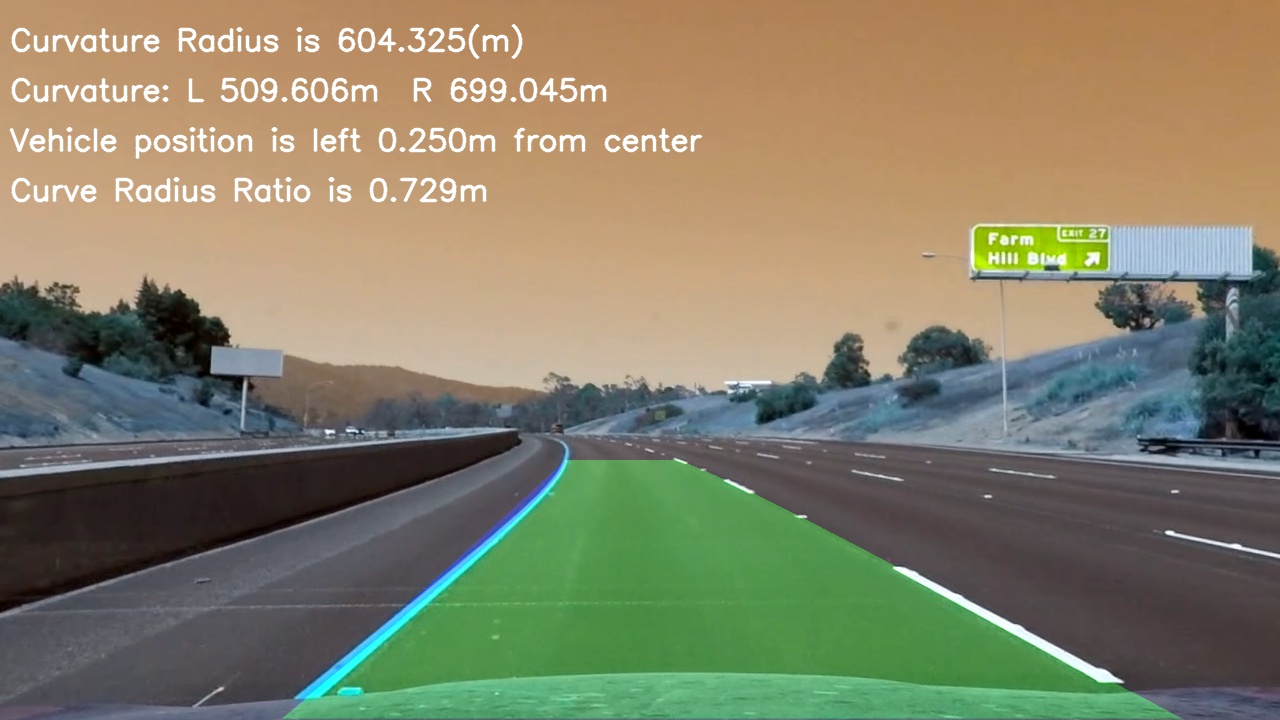 Curvature Radius is 604.325(m)
Curvature: L 509.606m R 699.045m
Vehicle position is left 0.250m from center
Curve Radius Ratio is 0.729m
EXIT 27
Farm
Hill Blvd